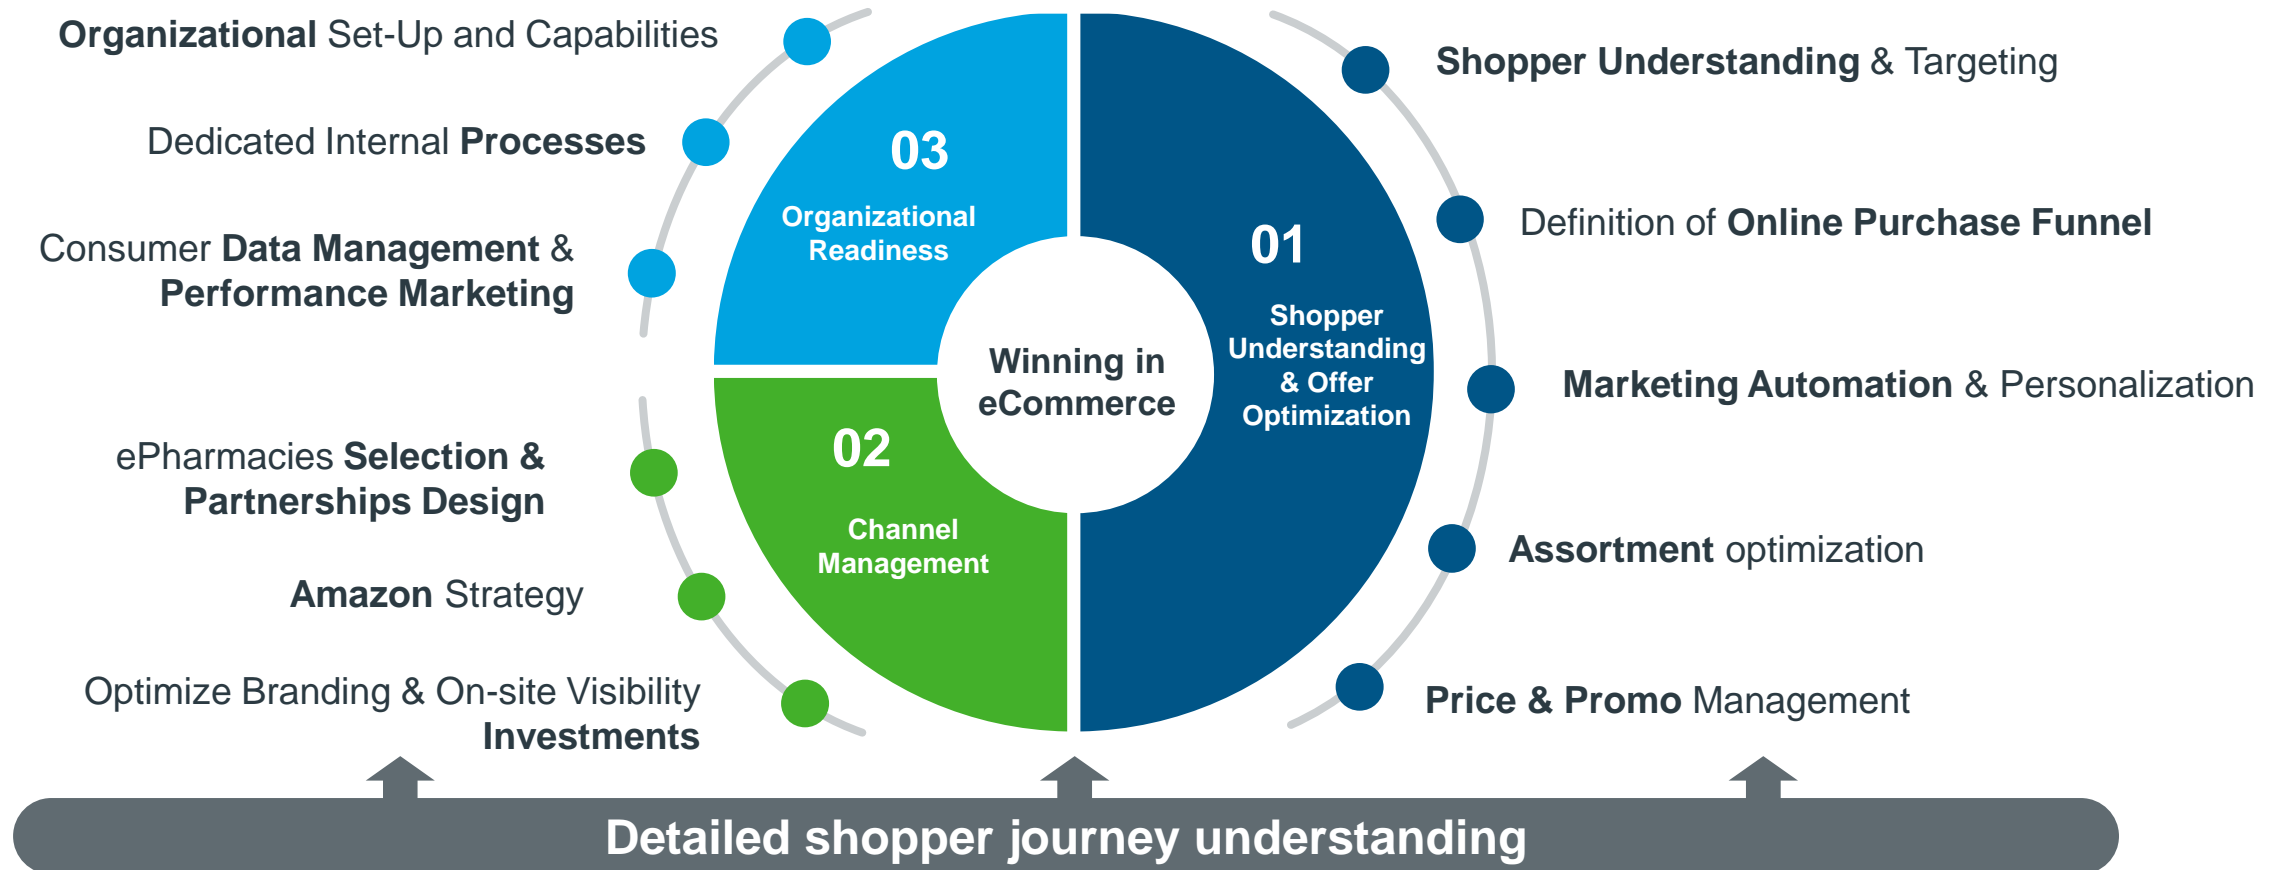 Organizational Set-Up and Capabilities
Dedicated Internal Processes
Consumer Data Management &
Performance Marketing
ePharmacies Selection &
Partnerships Design
Amazon Strategy
Optimize Branding & On-site Visibility
Investments
03
Organizational
Readiness
02
Channel
Management
Winning in
eCommerce
01
Shopper
Understanding
& Offer
Optimization
Shopper Understanding & Targeting
Definition of Online Purchase Funnel
Marketing Automation & Personalization
Assortment optimization
Price & Promo Management
Detailed shopper journey understanding